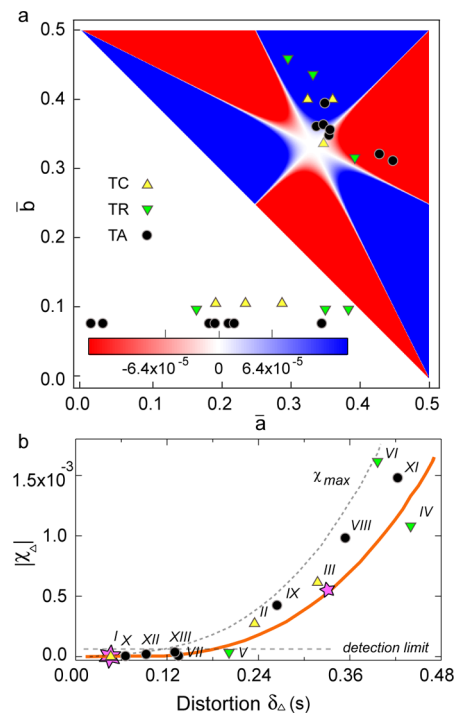 a
0.5
0.4
0.3
b̄
0.2
0.1
0.0
TC
TR
TA
-6.4x10⁻⁵ 0 6.4x10⁻⁵
0.0 0.1 0.2 0.3 0.4 0.5
ā
b
1.5x10⁻³
1.0
0.5
0.0
|χ△|
χmax
VI
XI
IV
VIII
III
IX
II
I X XII XIII VII V
detection limit
0.00 0.12 0.24 0.36 0.48
Distortion δ△(s)